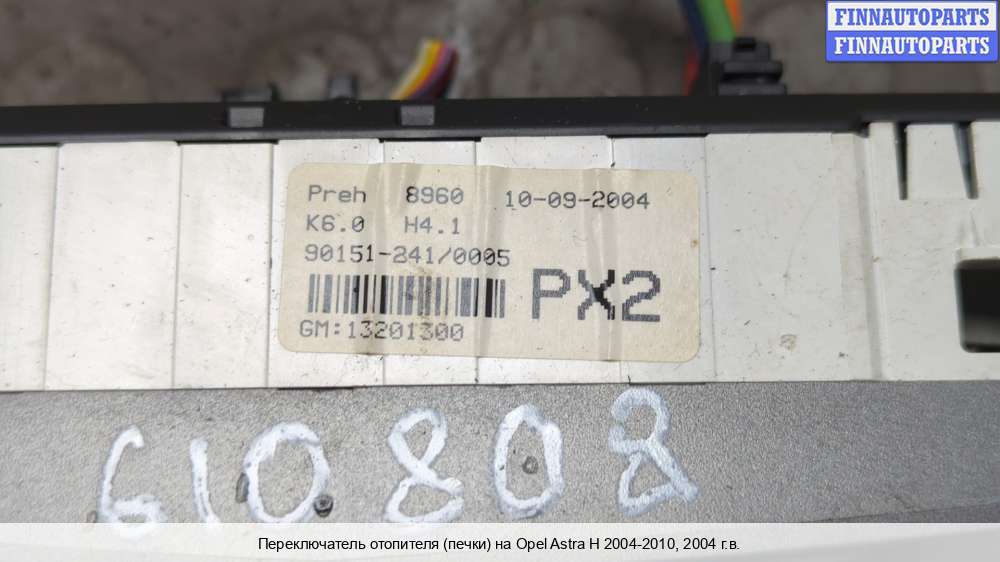 FINNAUTOPARTS
FINNAUTOPARTS
Preh 8960 10-09-2004
K6.0 H4.1
90151-241/0005
PX2
GM:13201300
610808
Переключатель отопителя (печки) на Opel Astra H 2004-2010, 2004 г.в.